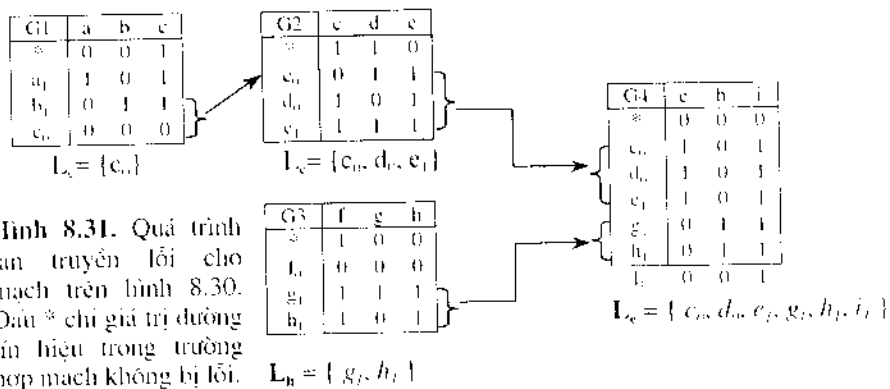 G1 a b c
* 0 0 1
a₁ 1 0 1
b₁ 0 1 1
c₀ 0 0 0
L = {c₀}
G2 c d e
* 1 1 0
c₀ 0 1 1
d₀ 1 0 1
e₁ 1 1 1
L = {c₀, d₀, e₁}
G3 f g h
* 1 0 0
f₀ 0 0 0
g₁ 1 1 1
h₁ 1 0 1
Lₕ = { g₁, h₁ }
G4 e h i
* 0 0 0
c₀ 1 0 1
d₀ 1 0 1
e₁ 1 0 1
g₁ 0 1 1
h₁ 0 1 1
0 0 1
Lₑ = { c₀, d₀, e₁, g₁, h₁, i₁ }
Hình 8.31. Quá trình
lan truyền lỗi cho
mạch trên hình 8.30.
Dấu * chỉ giá trị đường
tín hiệu trong trường
hợp mạch không bị lỗi.